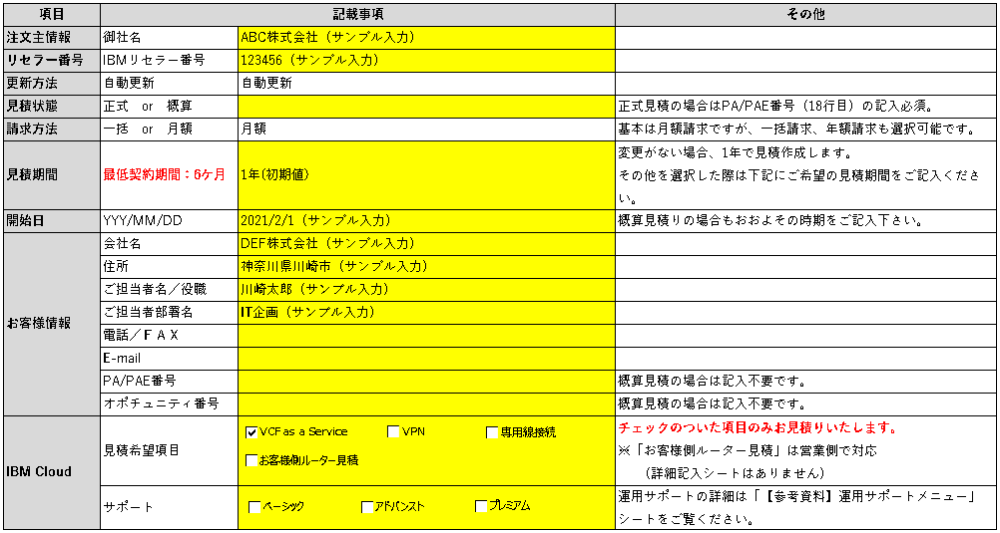 項目 記載事項 その他
注文主情報 御社名 ABC株式会社（サンプル入力）
リセラー番号 IBMリセラー番号 123456（サンプル入力）
更新方法 自動更新 自動更新
見積状態 正式 or 概算 正式見積の場合はPA/PAE番号（18行目）の記入必須。
請求方法 一括 or 月額 月額 基本は月額請求ですが、一括請求、年額請求も選択可能です。
見積期間 最低契約期間：6ケ月 1年(初期値) 変更がない場合、1年で見積作成します。
その他を選択した際は下記にご希望の見積期間をご記入くださ
い。
開始日 YYY/MM/DD 2021/2/1（サンプル入力） 概算見積りの場合もおおよその時期をご記入下さい。
お客様情報 会社名 DEF株式会社（サンプル入力）
住所 神奈川県川崎市（サンプル入力）
ご担当者名／役職 川崎太郎（サンプル入力）
ご担当者部署名 IT企画（サンプル入力）
電話／ＦＡＸ
E-mail
PA/PAE番号 概算見積の場合は記入不要です。
オポチュニティ番号 概算見積の場合は記入不要です。
IBM Cloud 見積希望項目 VCF as a Service VPN 専用線接続
お客様側ルーター見積
チェックのついた項目のみお見積りいたします。
※「お客様側ルーター見積」は営業側で対応
（詳細記入シートはありません）
サポート ベーシック アドバンスト プレミアム
運用サポートの詳細は「【参考資料】運用サポートメニュー」
シートをご覧ください。